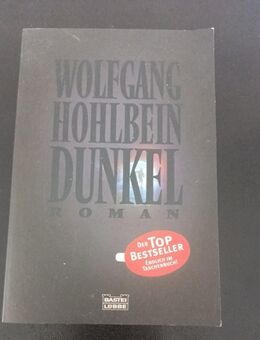 WOLFGANG
HOHLBEIN
DUNKEL
ROMAN
DER TOP
BESTSELLER
ENDLICH IM
TASCHENBUCH!
BASTEI
LÜBBE